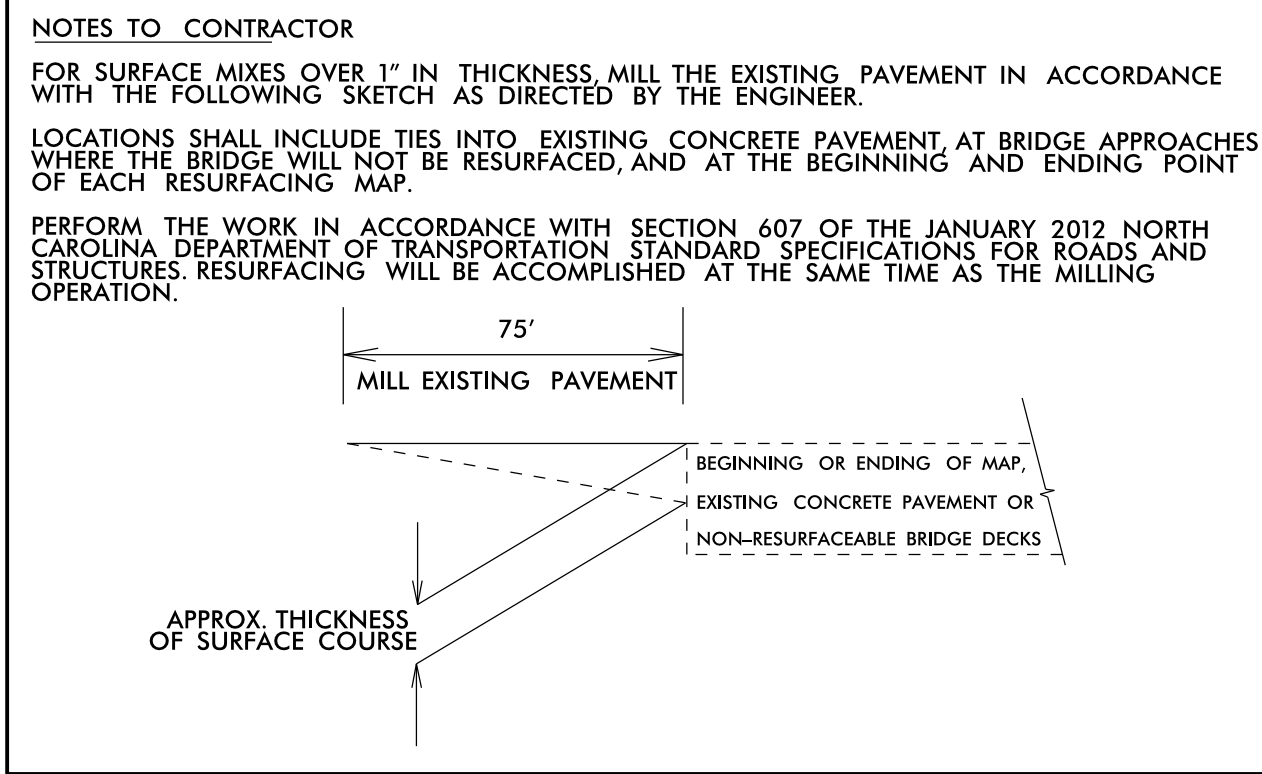 NOTES TO CONTRACTOR
FOR SURFACE MIXES OVER 1" IN THICKNESS, MILL THE EXISTING PAVEMENT IN ACCORDANCE
WITH THE FOLLOWING SKETCH AS DIRECTED BY THE ENGINEER.
LOCATIONS SHALL INCLUDE TIES INTO EXISTING CONCRETE PAVEMENT, AT BRIDGE APPROACHES
WHERE THE BRIDGE WILL NOT BE RESURFACED, AND AT THE BEGINNING AND ENDING POINT
OF EACH RESURFACING MAP.
PERFORM THE WORK IN ACCORDANCE WITH SECTION 607 OF THE JANUARY 2012 NORTH
CAROLINA DEPARTMENT OF TRANSPORTATION STANDARD SPECIFICATIONS FOR ROADS AND
STRUCTURES. RESURFACING WILL BE ACCOMPLISHED AT THE SAME TIME AS THE MILLING
OPERATION.
75'
MILL EXISTING PAVEMENT
BEGINNING OR ENDING OF MAP,
EXISTING CONCRETE PAVEMENT OR
NON-RESURFACEABLE BRIDGE DECKS
APPROX. THICKNESS
OF SURFACE COURSE